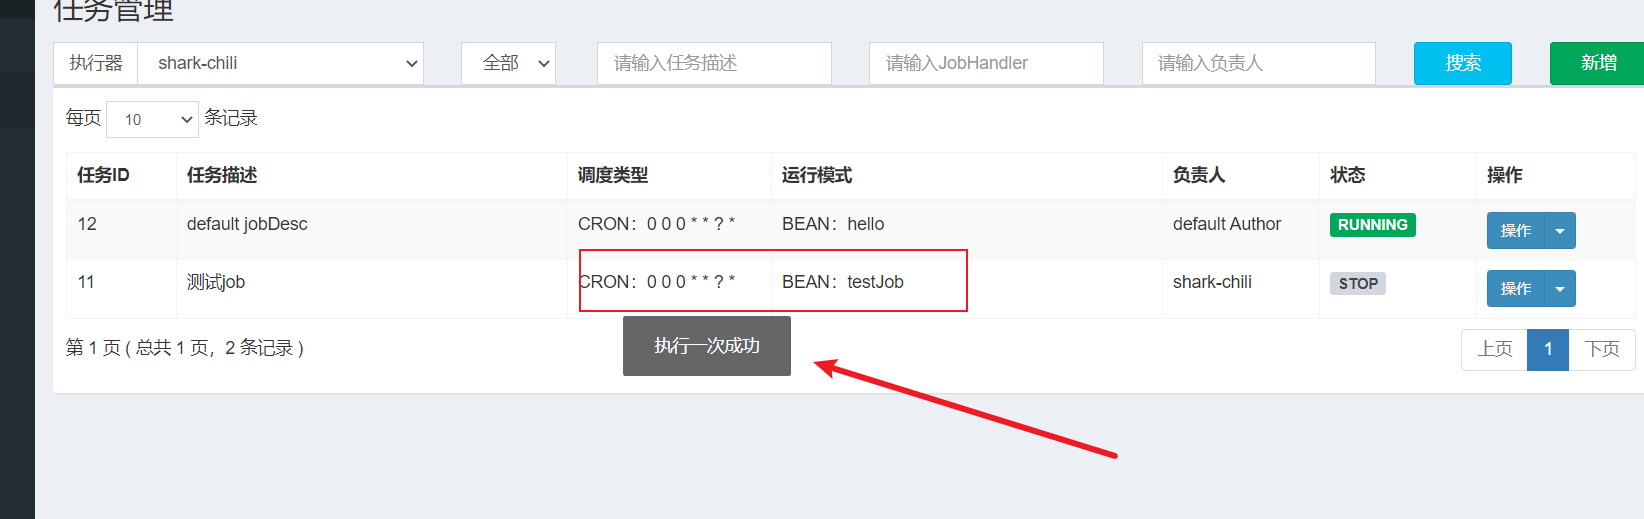 任务管理
执行器 shark-chili 全部 请输入任务描述 请输入JobHandler 请输入负责人 搜索 新增
每页 10 条记录
任务ID 任务描述 调度类型 运行模式 负责人 状态 操作
12 default jobDesc CRON：0 0 0 * * ? * BEAN：hello default Author RUNNING 操作
11 测试job CRON：0 0 0 * * ? * BEAN：testJob shark-chili STOP 操作
第 1 页 ( 总共 1 页，2 条记录 ) 执行一次成功 上页 1 下页